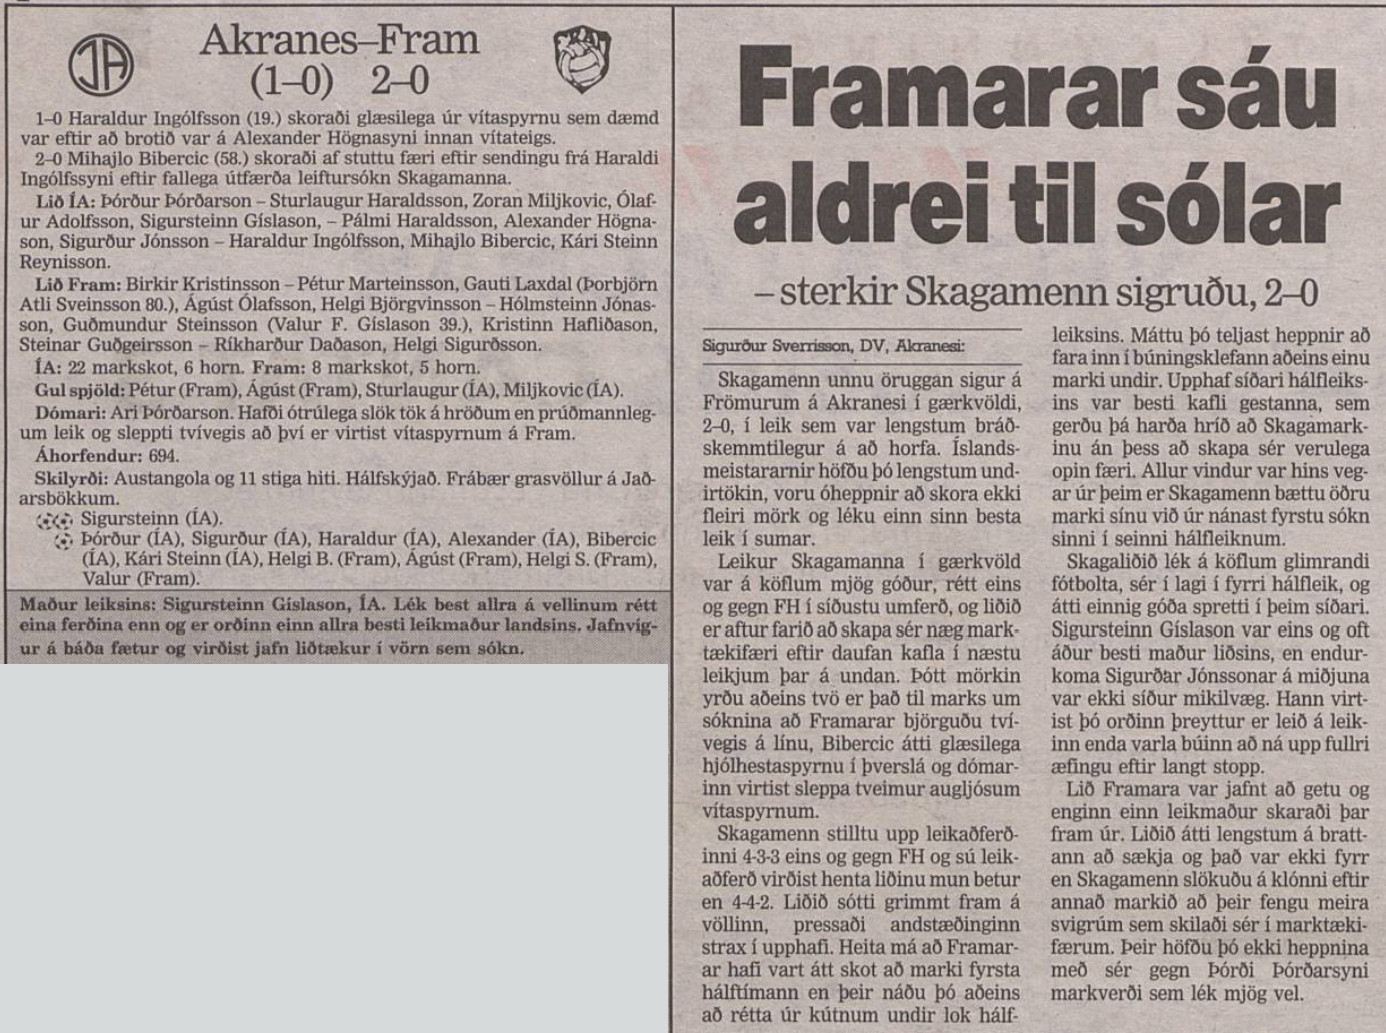 Akranes–Fram
(1–0) 2–0
ÍA
FRAM
1–0 Haraldur Ingólfsson (19.) skoraði glæsilega úr vítaspyrnu sem dæmd
var eftir að brotið var á Alexander Högnasyni innan vítateigs.
2–0 Mihajlo Bibercic (58.) skoraði af stuttu færi eftir sendingu frá Haraldi
Ingólfssyni eftir fallega útfærða leiftursókn Skagamanna.
Lið ÍA: Þórður Þórðarson – Sturlaugur Haraldsson, Zoran Miljkovic, Ólaf-
ur Adolfsson, Sigursteinn Gíslason, – Pálmi Haraldsson, Alexander Högna-
son, Sigurður Jónsson – Haraldur Ingólfsson, Mihajlo Bibercic, Kári Steinn
Reynisson.
Lið Fram: Birkir Kristinsson – Pétur Marteinsson, Gauti Laxdal (Þorbjörn
Atli Sveinsson 80.), Ágúst Ólafsson, Helgi Björgvinsson – Hólmsteinn Jónas-
son, Guðmundur Steinsson (Valur F. Gíslason 39.), Kristinn Hafliðason,
Steinar Guðgeirsson – Ríkharður Daðason, Helgi Sigurðsson.
ÍA: 22 markskot, 6 horn. Fram: 8 markskot, 5 horn.
Gul spjöld: Pétur (Fram), Ágúst (Fram), Sturlaugur (ÍA), Miljkovic (ÍA).
Dómari: Ari Þórðarson. Hafði ótrúlega slök tök á hröðum en prúðmannleg-
um leik og sleppti tvívegis að því er virtist vítaspyrnum á Fram.
Áhorfendur: 694.
Skilyrði: Austangola og 11 stiga hiti. Hálfskýjað. Frábær grasvöllur á Jað-
arsbökkum.
Sigursteinn (ÍA).
Þórður (ÍA), Sigurður (ÍA), Haraldur (ÍA), Alexander (ÍA), Bibercic
(ÍA), Kári Steinn (ÍA), Helgi B. (Fram), Ágúst (Fram), Helgi S. (Fram),
Valur (Fram).
Maður leiksins: Sigursteinn Gíslason, ÍA. Lék best allra á vellinum rétt
eina ferðina enn og er orðinn einn allra besti leikmaður landsins. Jafnvíg-
ur á báða fætur og virðist jafn liðtækur í vörn sem sókn.
Framarar sáu
aldrei til sólar
– sterkir Skagamenn sigruðu, 2–0
Sigurður Sverrisson, DV, Akranesi:
Skagamenn unnu öruggan sigur á
Frömurum á Akranesi í gærkvöldi,
2–0, í leik sem var lengstum bráð-
skemmtilegur á að horfa. Íslands-
meistararnir höfðu þó lengstum und-
irtökin, voru óheppnir að skora ekki
fleiri mörk og léku einn sinn besta
leik í sumar.
Leikur Skagamanna í gærkvöld
var á köflum mjög góður, rétt eins
og gegn FH í síðustu umferð, og liðið
er aftur farið að skapa sér næg mark-
tækifæri eftir daufan kafla í næstu
leikjum þar á undan. Þótt mörkin
yrðu aðeins tvö er það til marks um
sóknina að Framarar björguðu tví-
vegis á línu, Bibercic átti glæsilega
hjólhestaspyrnu í þverslá og dómar-
inn virtist sleppa tveimur augljósum
vítaspyrnum.
Skagamenn stilltu upp leikaðferð-
inni 4-3-3 eins og gegn FH og sú leik-
aðferð virðist henta liðinu mun betur
en 4-4-2. Liðið sótti grimmt fram á
völlinn, pressaði andstæðinginn
strax í upphafi. Heita má að Framar-
ar hafi vart átt skot að marki fyrsta
hálftímann en þeir náðu þó aðeins
að rétta úr kútnum undir lok hálf-
leiksins. Máttu þó teljast heppnir að
fara inn í búningsklefann aðeins einu
marki undir. Upphaf síðari hálfleiks-
ins var besti kafli gestanna, sem
gerðu þá harða hríð að Skagamark-
inu án þess að skapa sér verulega
opin færi. Allur vindur var hins veg-
ar úr þeim er Skagamenn bættu öðru
marki sínu við úr nánast fyrstu sókn
sinni í seinni hálfleiknum.
Skagaliðið lék á köflum glimrandi
fótbolta, sér í lagi í fyrri hálfleik, og
átti einnig góða spretti í þeim síðari.
Sigursteinn Gíslason var eins og oft
áður besti maður liðsins, en endur-
koma Sigurðar Jónssonar á miðjuna
var ekki síður mikilvæg. Hann virt-
ist þó orðinn þreyttur er leið á leik-
inn enda varla búinn að ná upp fullri
æfingu eftir langt stopp.
Lið Framara var jafnt að getu og
enginn einn leikmaður skaraði þar
fram úr. Liðið átti lengstum á bratt-
ann að sækja og það var ekki fyrr
en Skagamenn slökuðu á klónni eftir
annað markið að þeir fengu meira
svigrúm sem skilaði sér í marktæki-
færum. Þeir höfðu þó ekki heppnina
með sér gegn Þórði Þórðarsyni
markverði sem lék mjög vel.